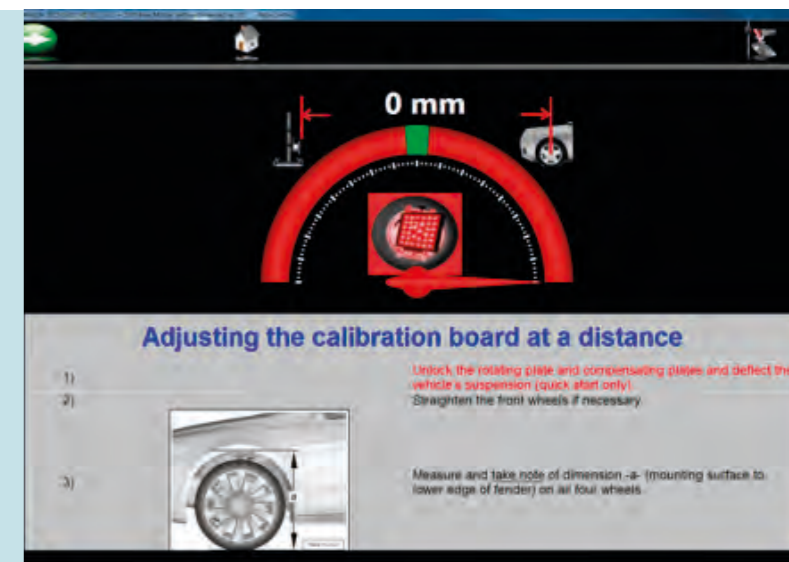 0 mm
Adjusting the calibration board at a distance
1)
Unlock the rotating plate and compensating plates and deflect the
vehicle's suspension (quick start only).
2)
Straighten the front wheels if necessary.
3)
Measure and take note of dimension -a- (mounting surface to
lower edge of fender) on all four wheels.
a